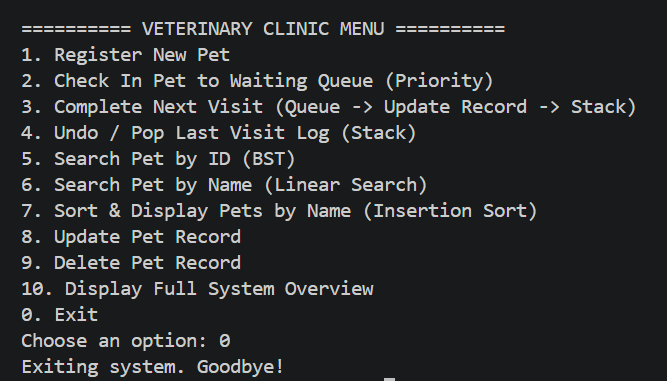 ========== VETERINARY CLINIC MENU ==========
1. Register New Pet
2. Check In Pet to Waiting Queue (Priority)
3. Complete Next Visit (Queue -> Update Record -> Stack)
4. Undo / Pop Last Visit Log (Stack)
5. Search Pet by ID (BST)
6. Search Pet by Name (Linear Search)
7. Sort & Display Pets by Name (Insertion Sort)
8. Update Pet Record
9. Delete Pet Record
10. Display Full System Overview
0. Exit
Choose an option: 0
Exiting system. Goodbye!